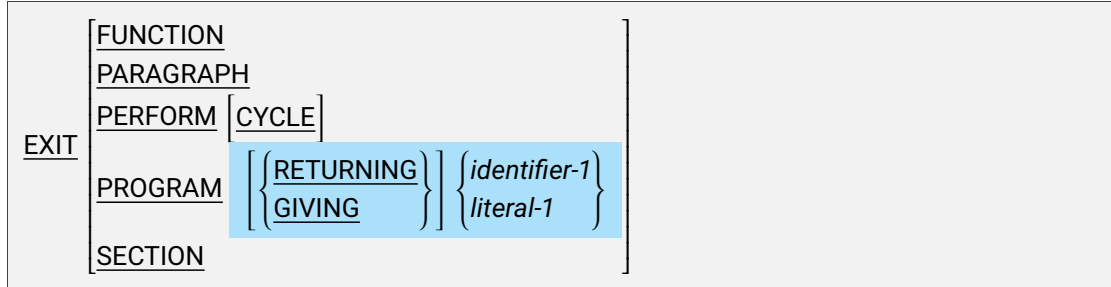 FUNCTION
PARAGRAPH
PERFORM [CYCLE]
EXIT
RETURNING identifier-1
PROGRAM
GIVING literal-1
SECTION